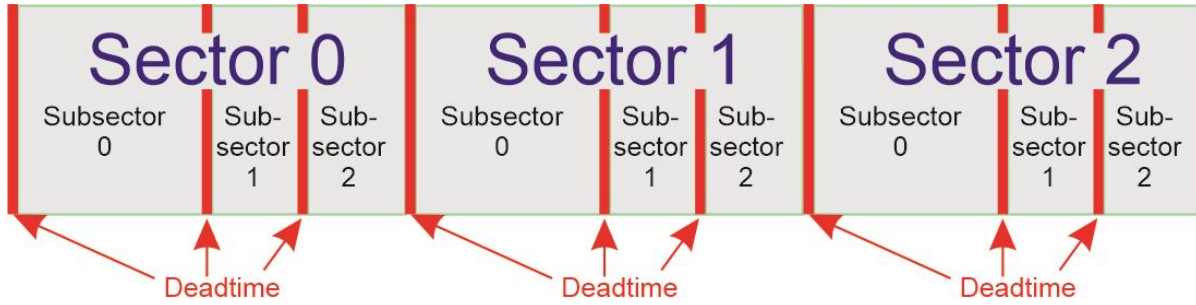 Sector 0
Sector 1
Sector 2
Subsector
0
Sub-
sector
1
Sub-
sector
2
Subsector
0
Sub-
sector
1
Sub-
sector
2
Subsector
0
Sub-
sector
1
Sub-
sector
2
Deadtime
Deadtime
Deadtime